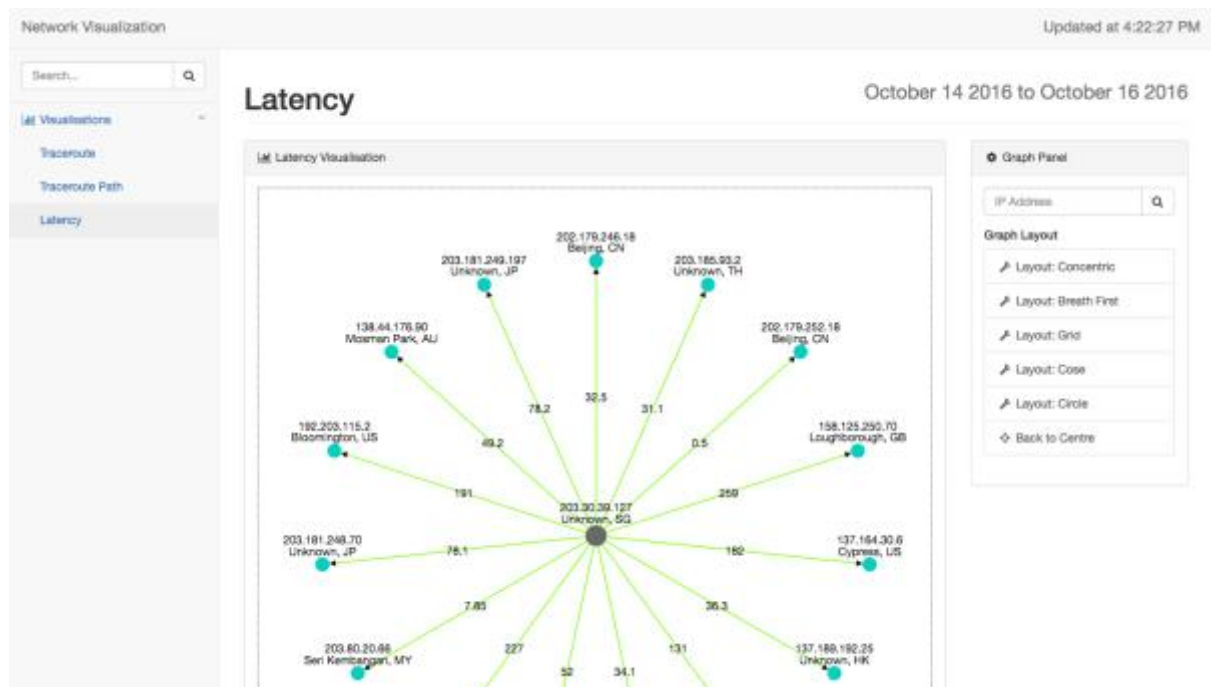 Network Visualization
Updated at 4:22:27 PM
Search...
Visualisations
Traceroute
Traceroute Path
Latency
Latency
October 14 2016 to October 16 2016
Latency Visualisation
202.179.246.18
Beijing, CN
203.181.249.197
Unknown, JP
203.185.93.2
Unknown, TH
138.44.176.90
Mosman Park, AU
202.179.252.18
Beijing, CN
192.203.115.2
Bloomington, US
158.125.250.70
Loughborough, GB
203.30.39.127
Unknown, SG
203.181.248.70
Unknown, JP
137.164.30.6
Cypress, US
203.80.20.66
Seri Kembangan, MY
137.189.192.25
Unknown, HK
78.2
32.5
31.1
49.2
0.5
191
259
76.1
182
7.85
36.3
227
131
52
34.1
Graph Panel
IP Address
Graph Layout
Layout: Concentric
Layout: Breath First
Layout: Grid
Layout: Cose
Layout: Circle
Back to Centre